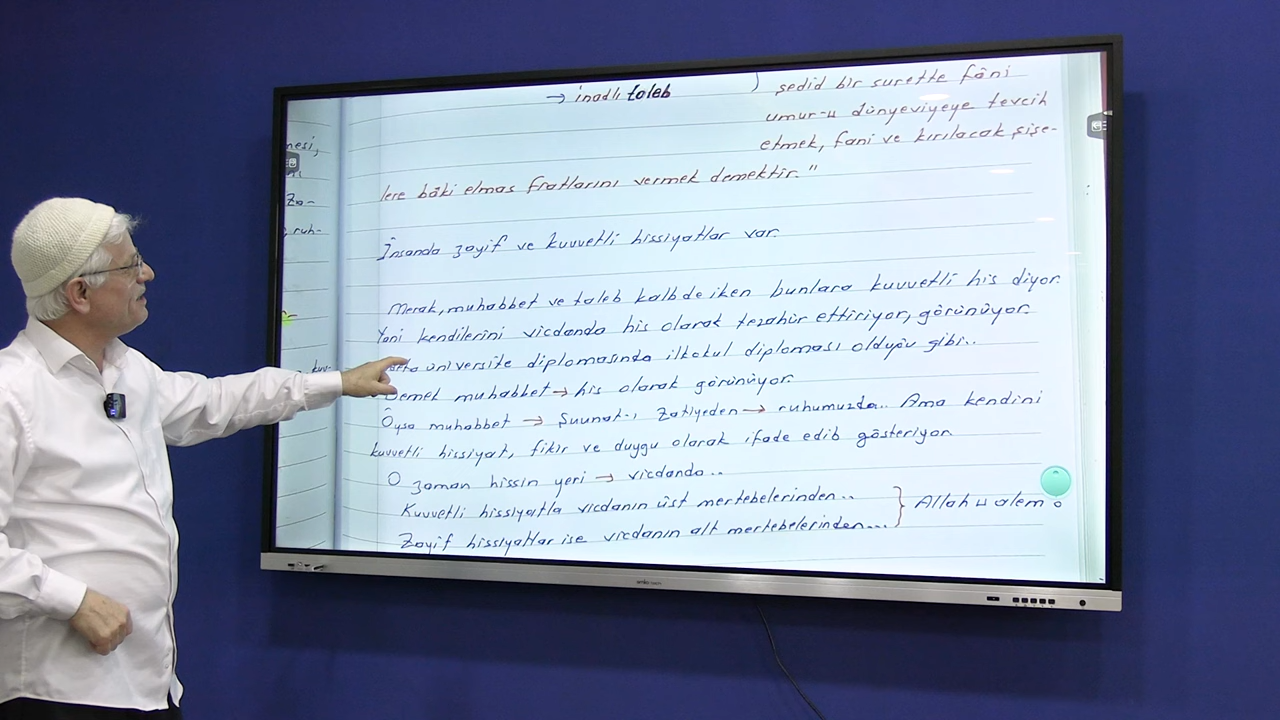 → inadlı taleb
) şedid bir surette fâni
umur-u dünyeviyeye tevcih
etmek, fani ve kırılacak şişe-
lere bâki elmas fiatlarını vermek demektir."
nesi,
za-
ruh-
İnsanda zayıf ve kuvvetli hissiyatlar var.
Merak, muhabbet ve taleb kalbde iken bunlara kuvvetli his diyor.
Yani kendilerini vicdanda his olarak tezahür ettiriyor, görünüyor.
üniversite diplomasında ilkokul diploması olduğu gibi..
kuv-
Demek muhabbet → his olarak görünüyor.
Oysa muhabbet → Şuunat-ı Zatiyeden → ruhumuzda.. Ama kendini
kuvvetli hissiyat, fikir ve duygu olarak ifade edib gösteriyor.
O zaman hissin yeri → vicdanda..
Kuvvetli hissiyatla vicdanın üst mertebelerinden..
Zayıf hissiyatlar ise vicdanın alt mertebelerinden...
} Allahu alem.